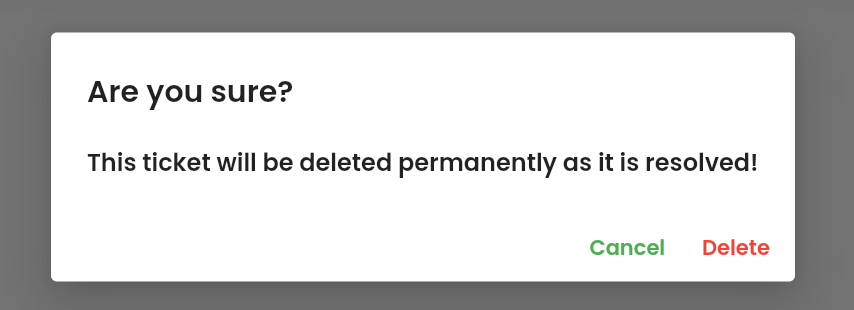 Are you sure?
This ticket will be deleted permanently as it is resolved!
Cancel Delete